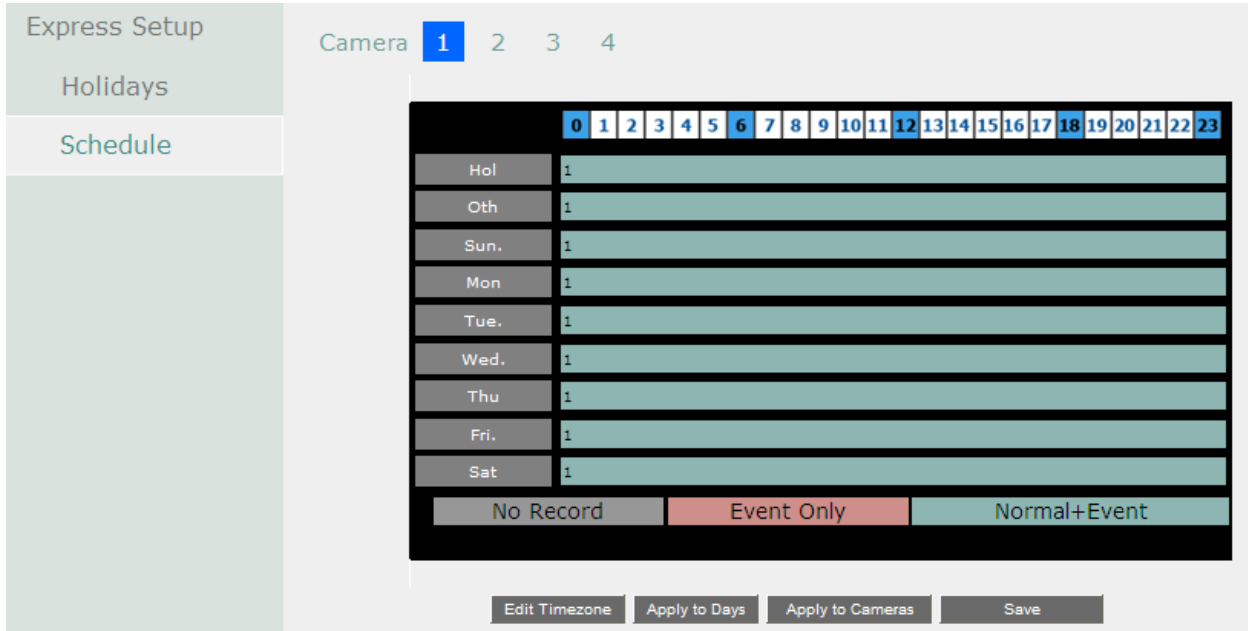 Express Setup
Holidays
Schedule
Camera 1 2 3 4
0 1 2 3 4 5 6 7 8 9 10 11 12 13 14 15 16 17 18 19 20 21 22 23
Hol 1
Oth 1
Sun. 1
Mon 1
Tue. 1
Wed. 1
Thu 1
Fri. 1
Sat 1
No Record Event Only Normal+Event
Edit Timezone Apply to Days Apply to Cameras Save